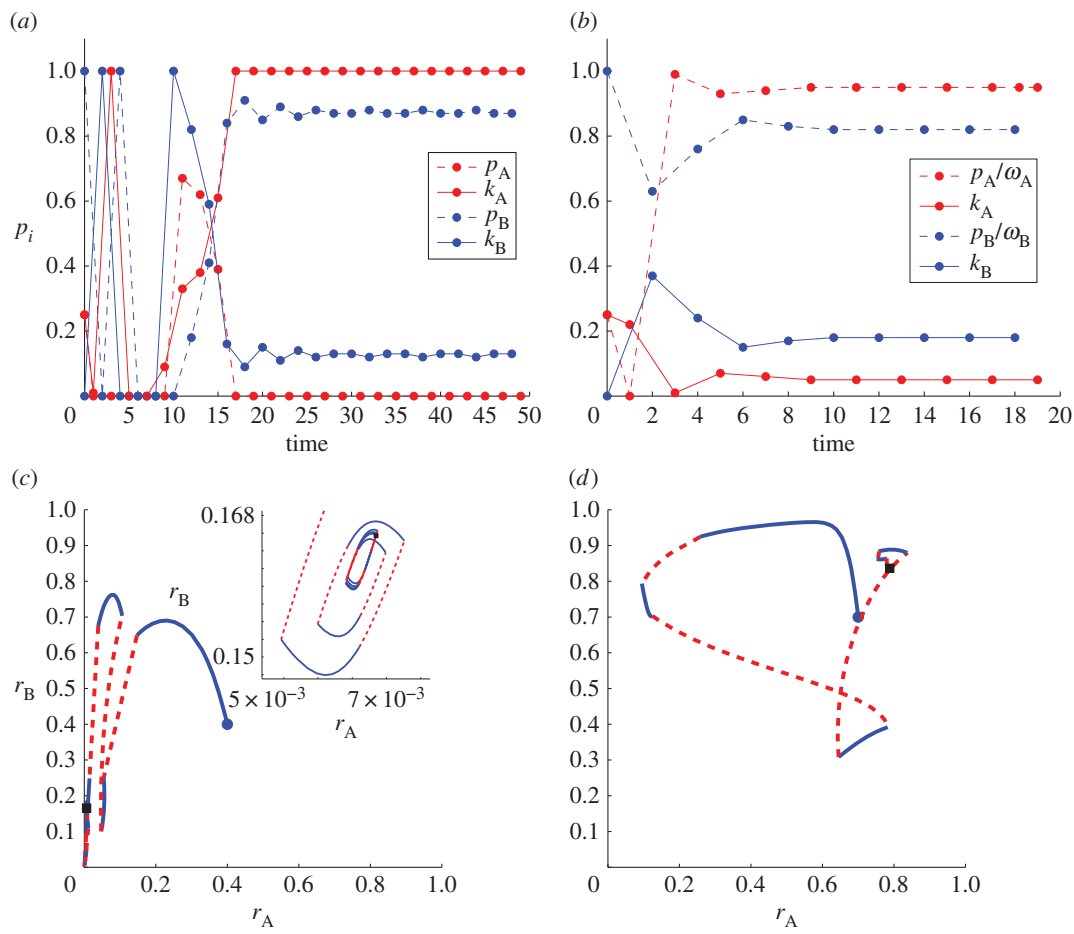 (a)
1.0
0.8
0.6
0.4
0.2
p_i
p_A
k_A
p_B
k_B
0 5 10 15 20 25 30 35 40 45 50
time
(b)
1.0
0.8
0.6
0.4
0.2
p_A/ω_A
k_A
p_B/ω_B
k_B
0 2 4 6 8 10 12 14 16 18 20
time
(c)
1.0
0.9
0.8
0.7
0.6
0.5
0.4
0.3
0.2
0.1
r_B
r_B
0.168
0.15
5 × 10⁻³ 7 × 10⁻³
r_A
0 0.2 0.4 0.6 0.8 1.0
r_A
(d)
1.0
0.9
0.8
0.7
0.6
0.5
0.4
0.3
0.2
0.1
0 0.2 0.4 0.6 0.8 1.0
r_A